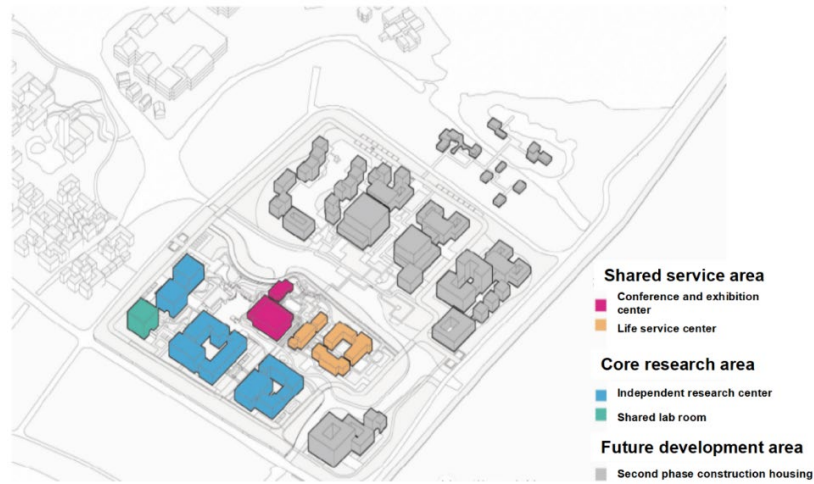 Shared service area
Conference and exhibition
center
Life service center
Core research area
Independent research center
Shared lab room
Future development area
Second phase construction housing